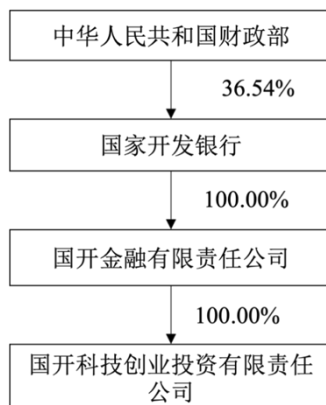 中华人民共和国财政部
36.54%
国家开发银行
100.00%
国开金融有限责任公司
100.00%
国开科技创业投资有限责任
公司